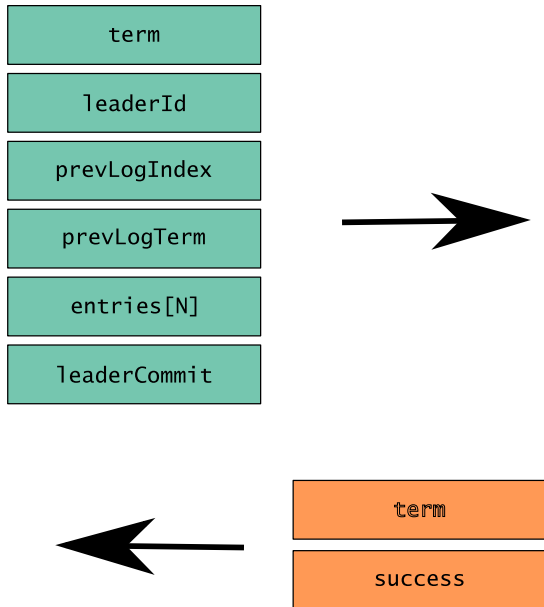 term
leaderId
prevLogIndex
prevLogTerm
entries[N]
leaderCommit
term
success